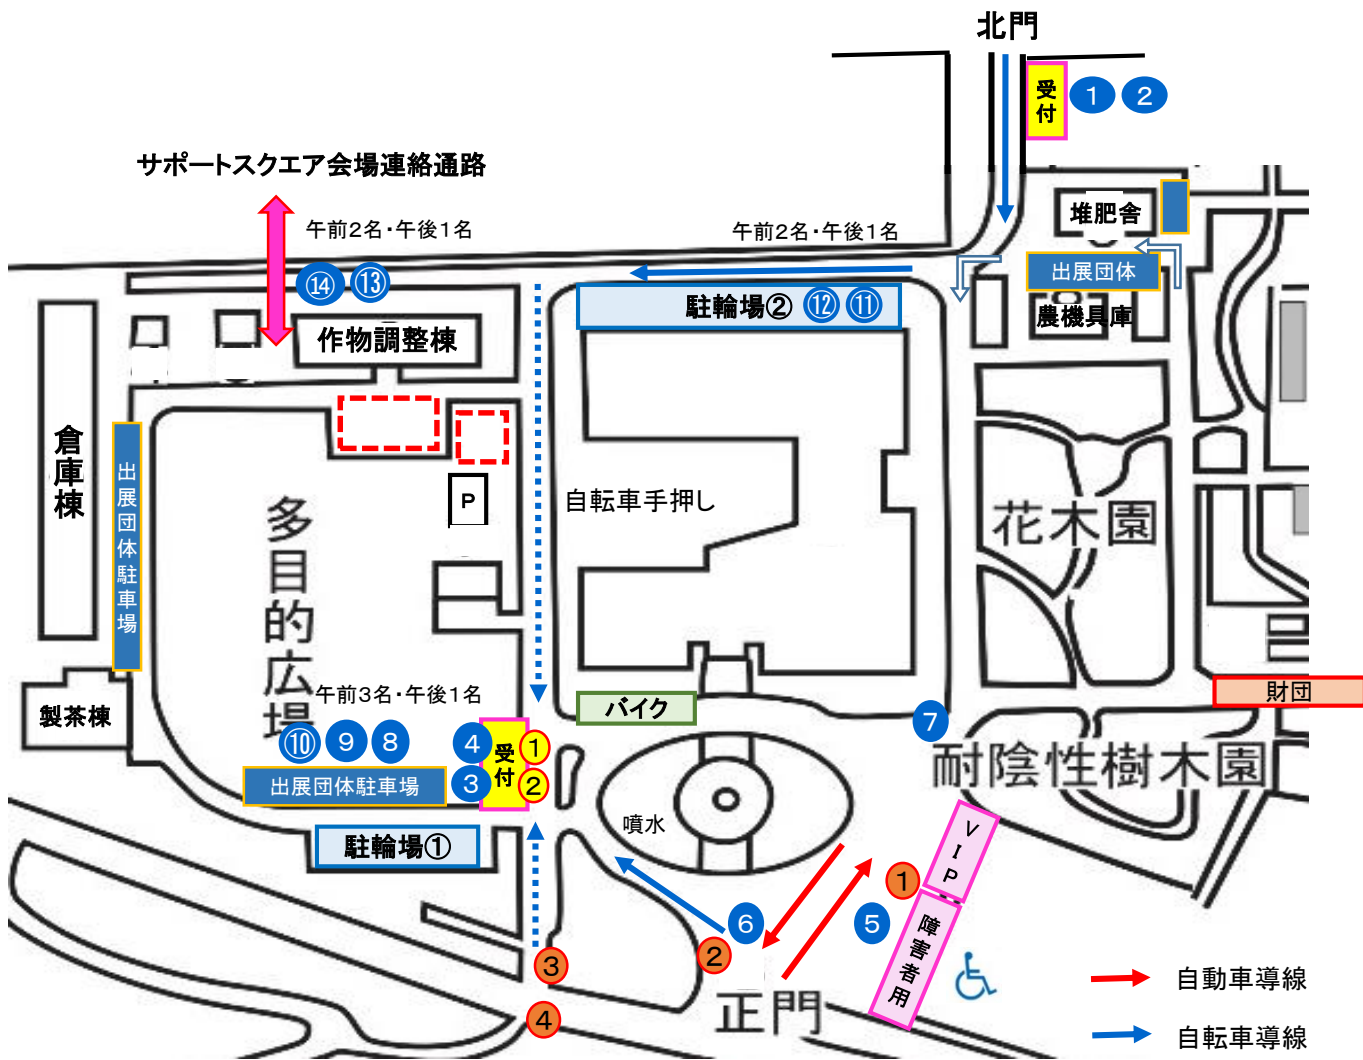 北門
受付
1 2
サポートスクエア会場連絡通路
午前2名・午後1名
午前2名・午後1名
堆肥舎
出展団体
⑭ ⑬
駐輪場② ⑫ ⑪
農機具庫
作物調整棟
倉庫棟
出展団体駐車場
P
自転車手押し
多目的広場
花木園
財団
製茶棟
午前3名・午後1名
バイク
7
⑩ 9 8
4
受付
1
3
2
耐陰性樹木園
出展団体駐車場
噴水
VIP
駐輪場①
1
障害者用
6
5
2
3
4
正門
自動車導線
自転車導線